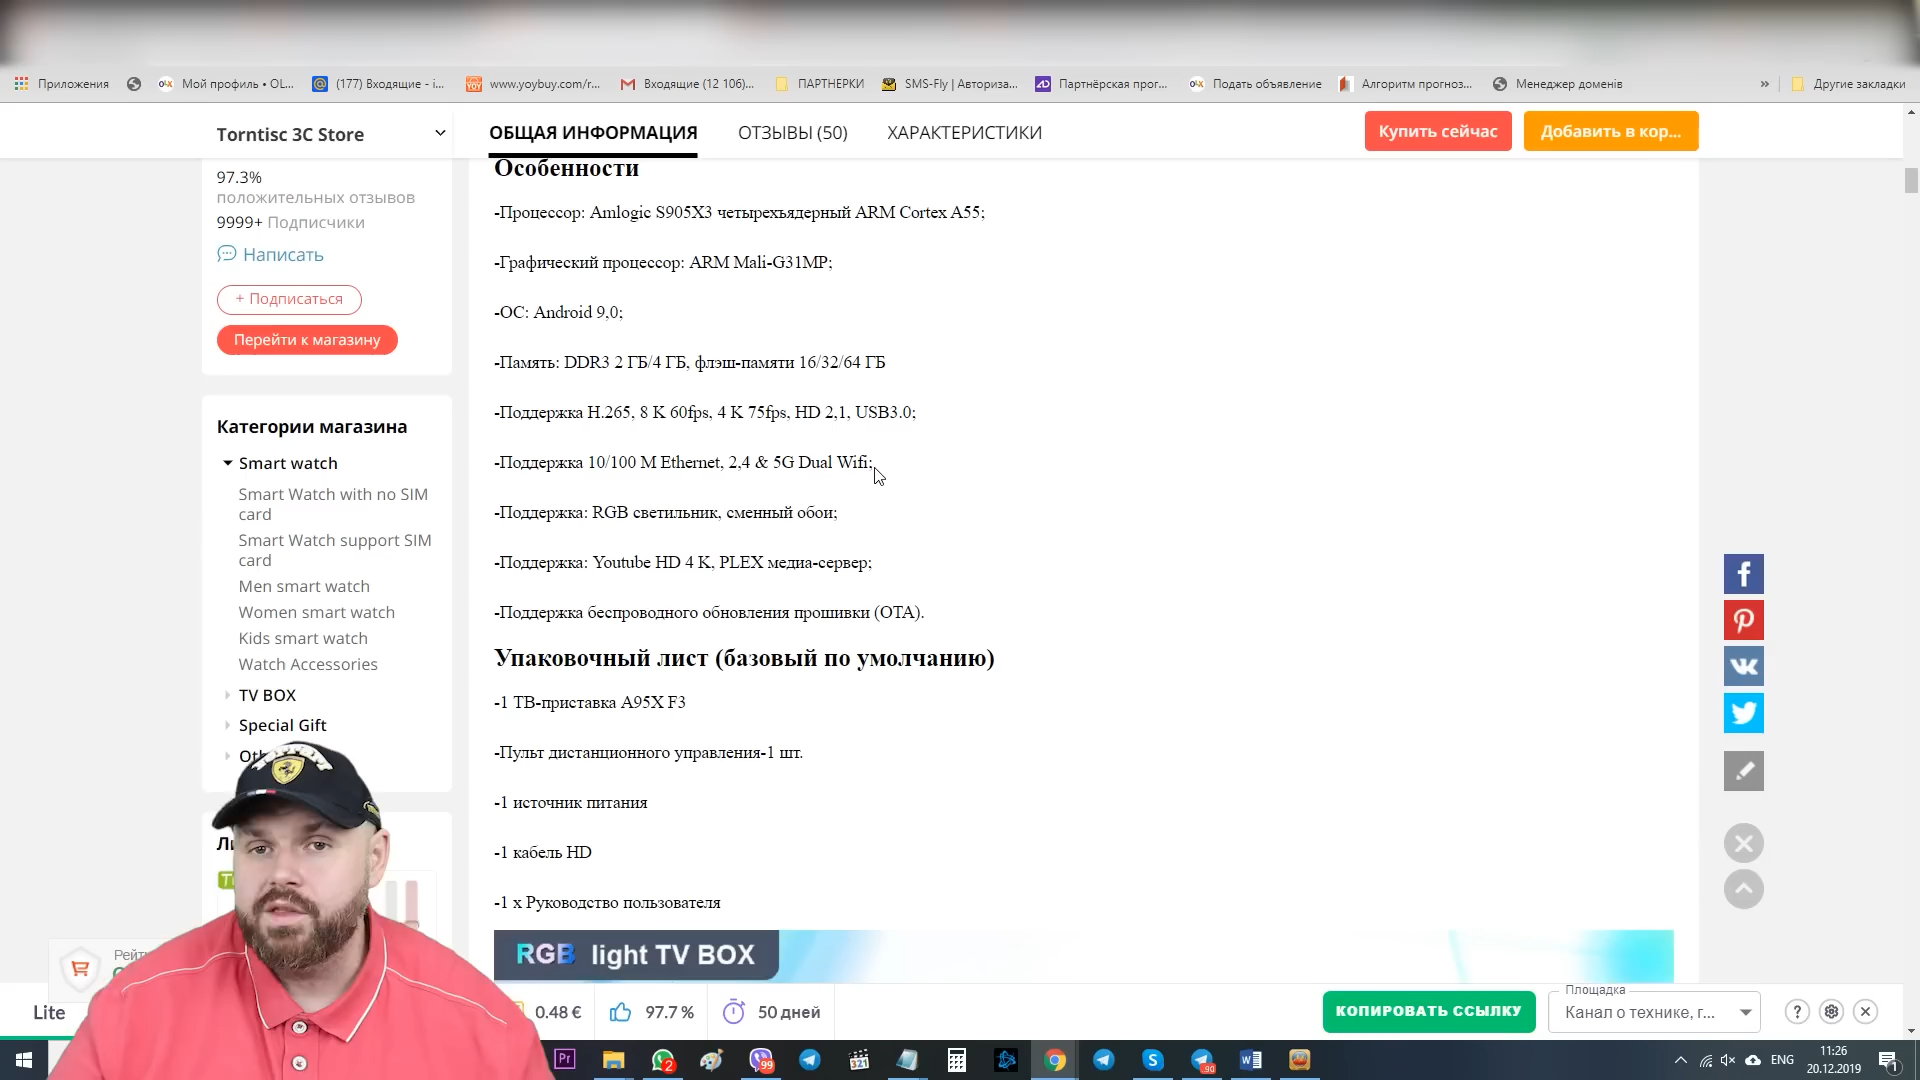 Приложения
Мой профиль • OL...
(177) Входящие - i...
www.yoybuy.com/r...
Входящие (12 106)...
ПАРТНЕРКИ
SMS-Fly | Авториза...
Партнёрская прог...
Подать объявление
Алгоритм прогноз...
Менеджер доменів
»
Другие закладки
Torntisc 3C Store
ОБЩАЯ ИНФОРМАЦИЯ
ОТЗЫВЫ (50)
ХАРАКТЕРИСТИКИ
Купить сейчас
Добавить в кор...
97.3%
положительных отзывов
9999+ Подписчики
Написать
+ Подписаться
Перейти к магазину
Категории магазина
Smart watch
Smart Watch with no SIM
card
Smart Watch support SIM
card
Men smart watch
Women smart watch
Kids smart watch
Watch Accessories
TV BOX
Special Gift
Особенности
-Процессор: Amlogic S905X3 четырехъядерный ARM Cortex A55;
-Графический процессор: ARM Mali-G31MP;
-ОС: Android 9,0;
-Память: DDR3 2 ГБ/4 ГБ, флэш-памяти 16/32/64 ГБ
-Поддержка H.265, 8 K 60fps, 4 K 75fps, HD 2,1, USB3.0;
-Поддержка 10/100 M Ethernet, 2,4 & 5G Dual Wifi;
-Поддержка: RGB светильник, сменный обои;
-Поддержка: Youtube HD 4 K, PLEX медиа-сервер;
-Поддержка беспроводного обновления прошивки (OTA).
Упаковочный лист (базовый по умолчанию)
-1 ТВ-приставка A95X F3
-Пульт дистанционного управления-1 шт.
-1 источник питания
-1 кабель HD
-1 x Руководство пользователя
RGB light TV BOX
Lite
0.48 €
97.7 %
50 дней
КОПИРОВАТЬ ССЫЛКУ
Площадка
Канал о технике, г...
?
Pr
2
99
321
90
ENG
11:26
20.12.2019
1